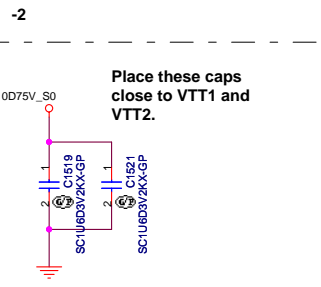 -2
Place these caps
close to VTT1 and
VTT2.
0D75V_S0
1
2
C1519
SC1U6D3V2KX-GP
1
2
C1521
SC1U6D3V2KX-GP